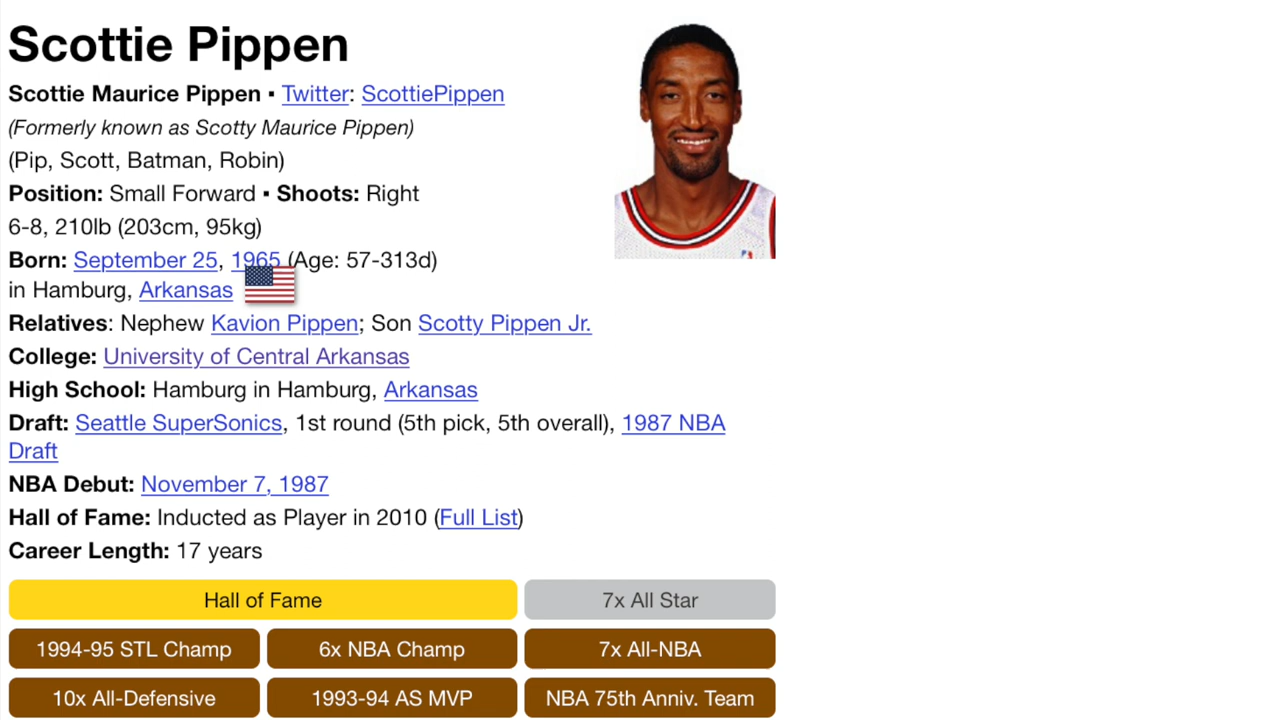 Scottie Pippen
Scottie Maurice Pippen ▪ Twitter: ScottiePippen
(Formerly known as Scotty Maurice Pippen)
(Pip, Scott, Batman, Robin)
Position: Small Forward ▪ Shoots: Right
6-8, 210lb (203cm, 95kg)
Born: September 25, 1965 (Age: 57-313d)
in Hamburg, Arkansas
Relatives: Nephew Kavion Pippen; Son Scotty Pippen Jr.
College: University of Central Arkansas
High School: Hamburg in Hamburg, Arkansas
Draft: Seattle SuperSonics, 1st round (5th pick, 5th overall), 1987 NBA
Draft
NBA Debut: November 7, 1987
Hall of Fame: Inducted as Player in 2010 (Full List)
Career Length: 17 years
Hall of Fame 7x All Star
1994-95 STL Champ 6x NBA Champ 7x All-NBA
10x All-Defensive 1993-94 AS MVP NBA 75th Anniv. Team